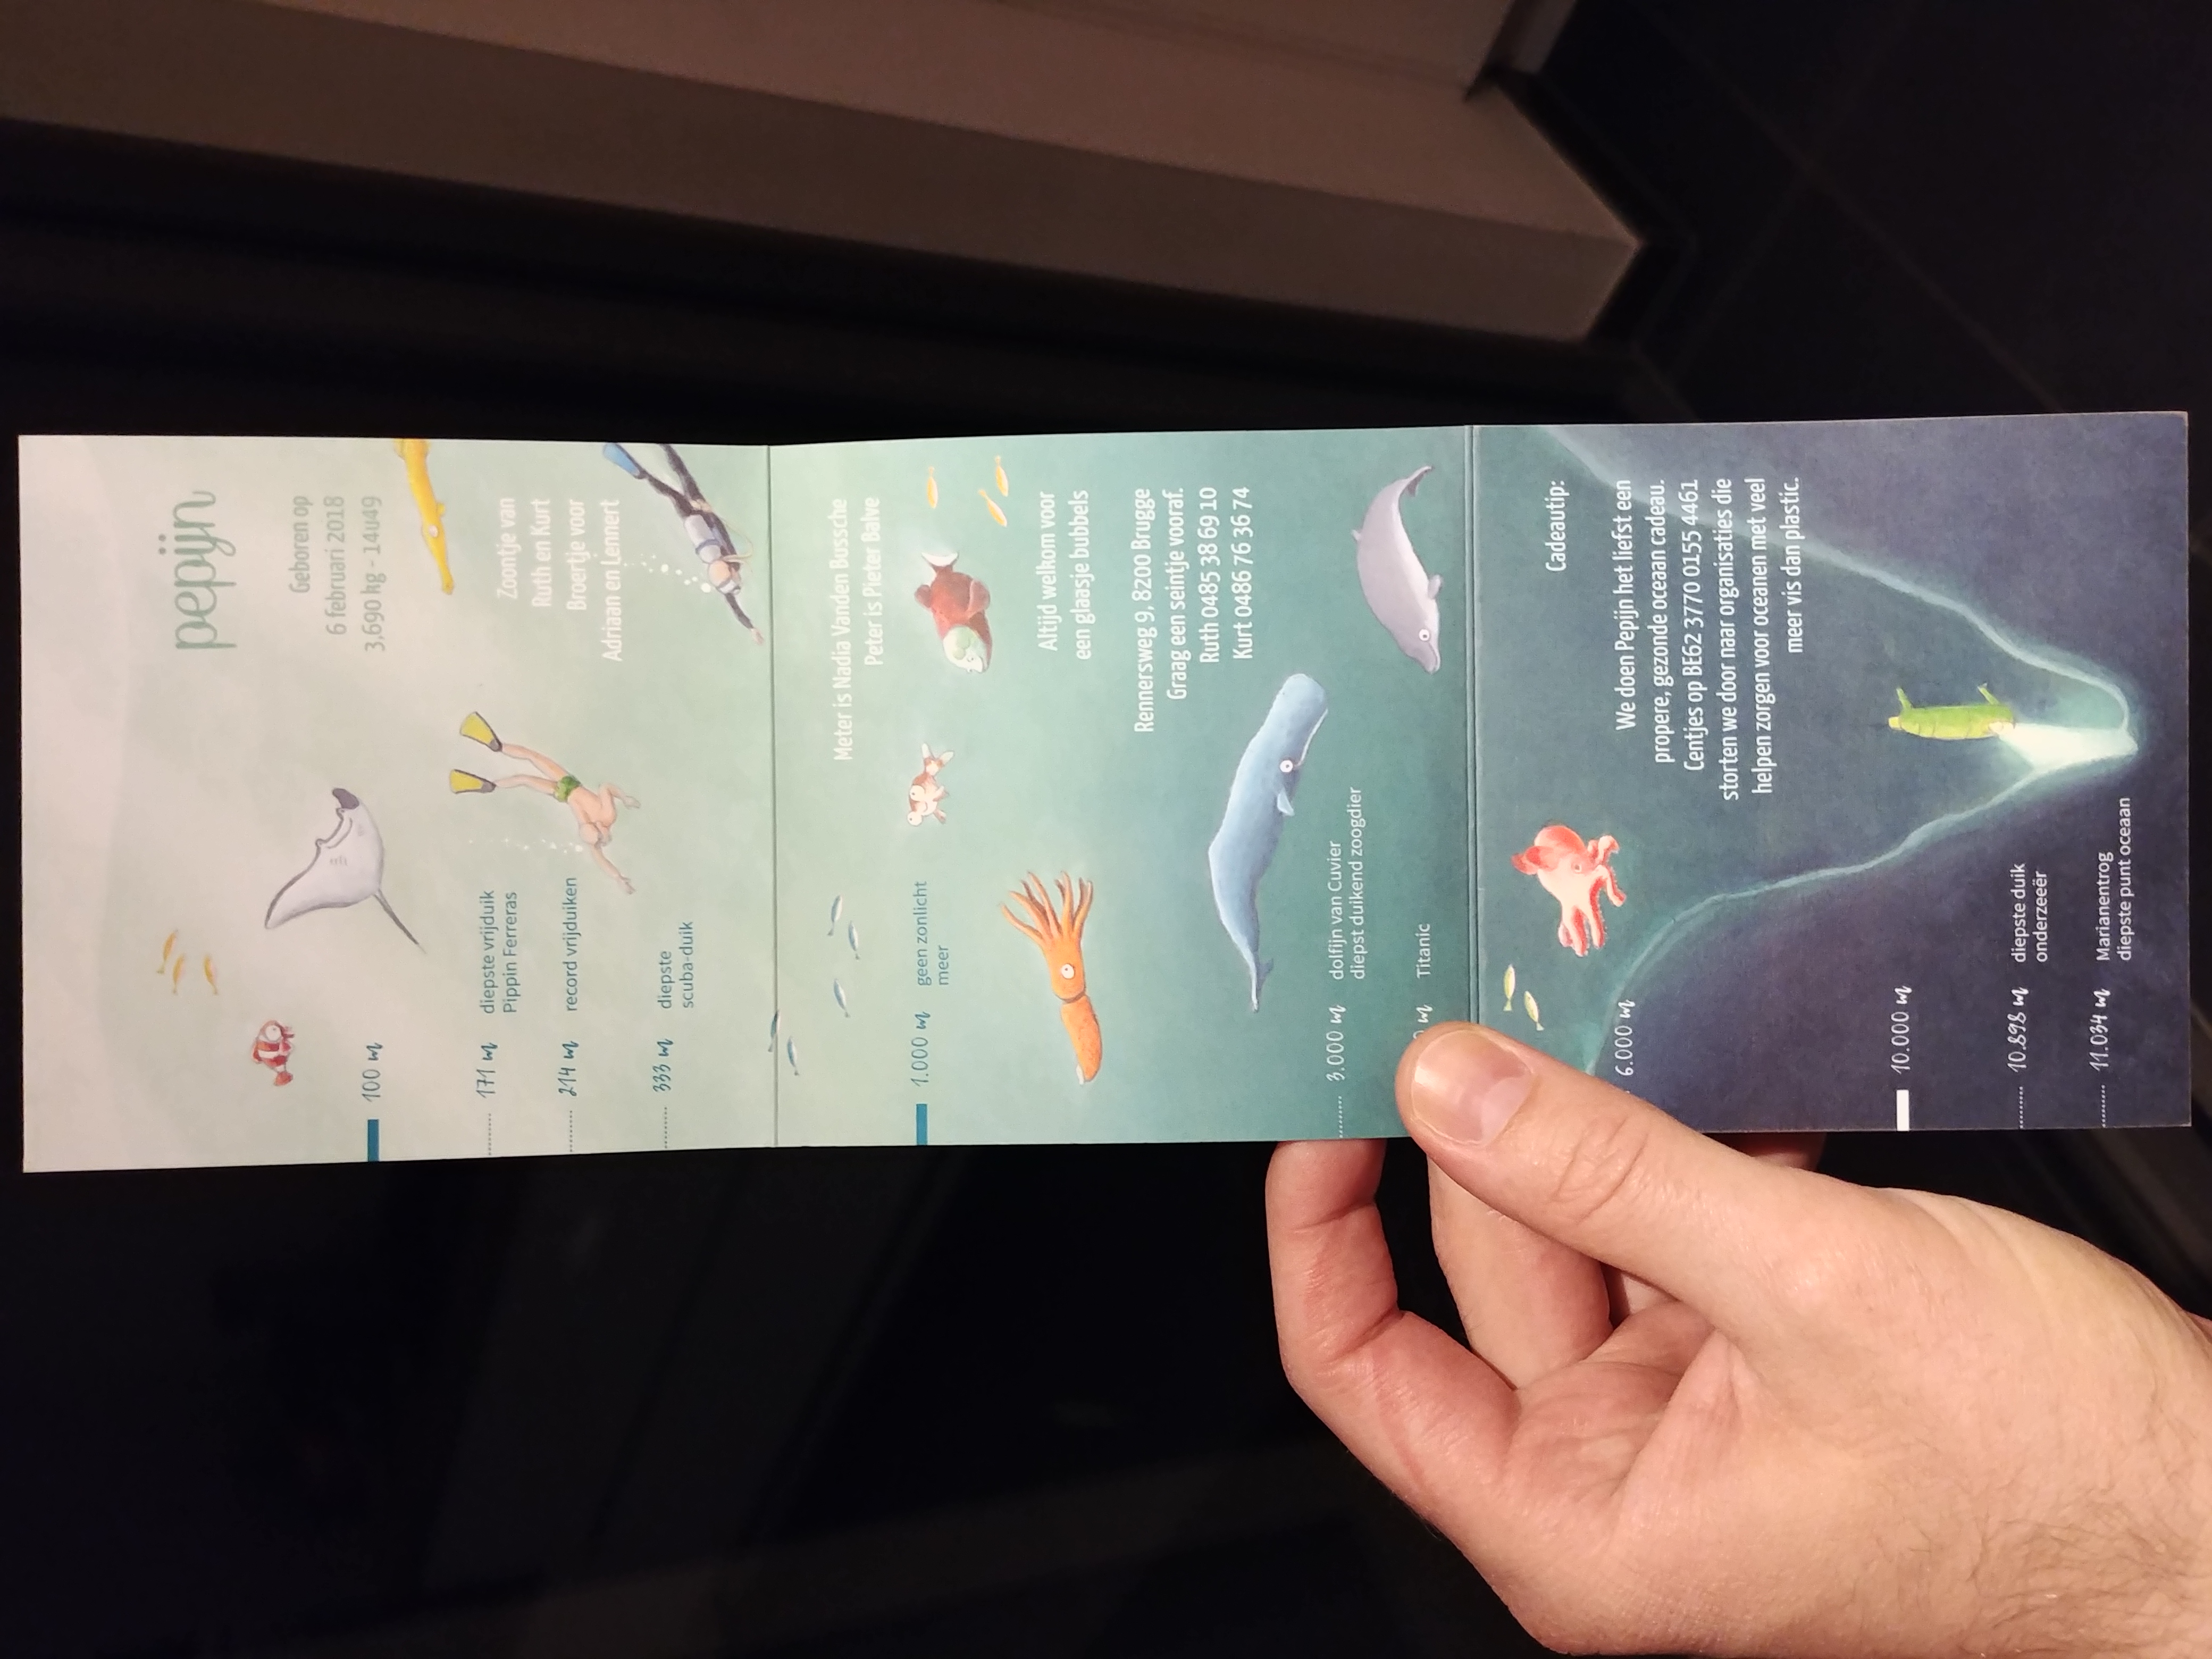 pepijn
Geboren op
6 februari 2018
3,690 kg - 14u49
100 m
171 m diepste vrijduik
Pippin Ferreras
214 m record vrijduiken
Zoontje van
Ruth en Kurt
Broertje voor
Adriaan en Lennert
333 m diepste
scuba-duik
Meter is Nadia Vanden Bussche
Peter is Pieter Balve
1.000 m geen zonlicht
meer
Altijd welkom voor
een glaasje bubbels
Rennersweg 9, 8200 Brugge
Graag een seintje vooraf.
Ruth 0485 38 69 10
Kurt 0486 76 36 74
3.000 m dolfijn van Cuvier
diepst duikend zoogdier
m Titanic
Cadeautip:
6.000 m
We doen Pepijn het liefst een
propere, gezonde oceaan cadeau.
Centjes op BE62 3770 0155 4461
storten we door naar organisaties die
helpen zorgen voor oceanen met veel
meer vis dan plastic.
10.000 m
10.898 m diepste duik
onderzeeër
11.034 m Marianentrog
diepste punt oceaan